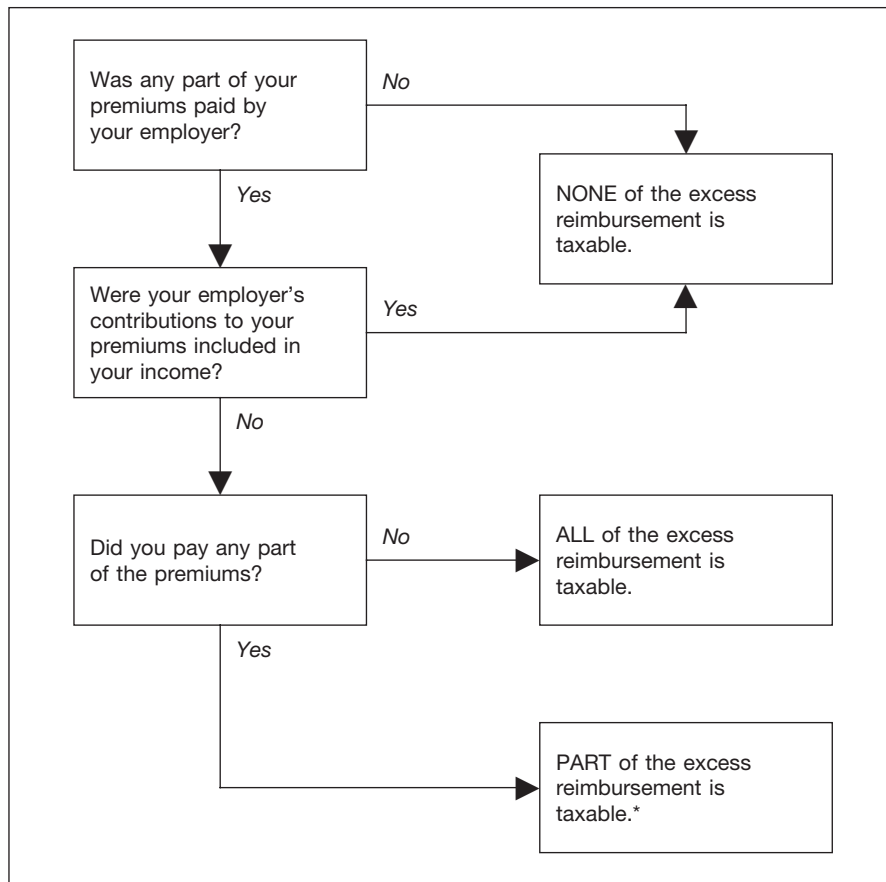 Was any part of your
premiums paid by
your employer?
No
Yes
NONE of the excess
reimbursement is
taxable.
Were your employer’s
contributions to your
premiums included in
your income?
Yes
No
Did you pay any part
of the premiums?
No
ALL of the excess
reimbursement is
taxable.
Yes
PART of the excess
reimbursement is
taxable.*